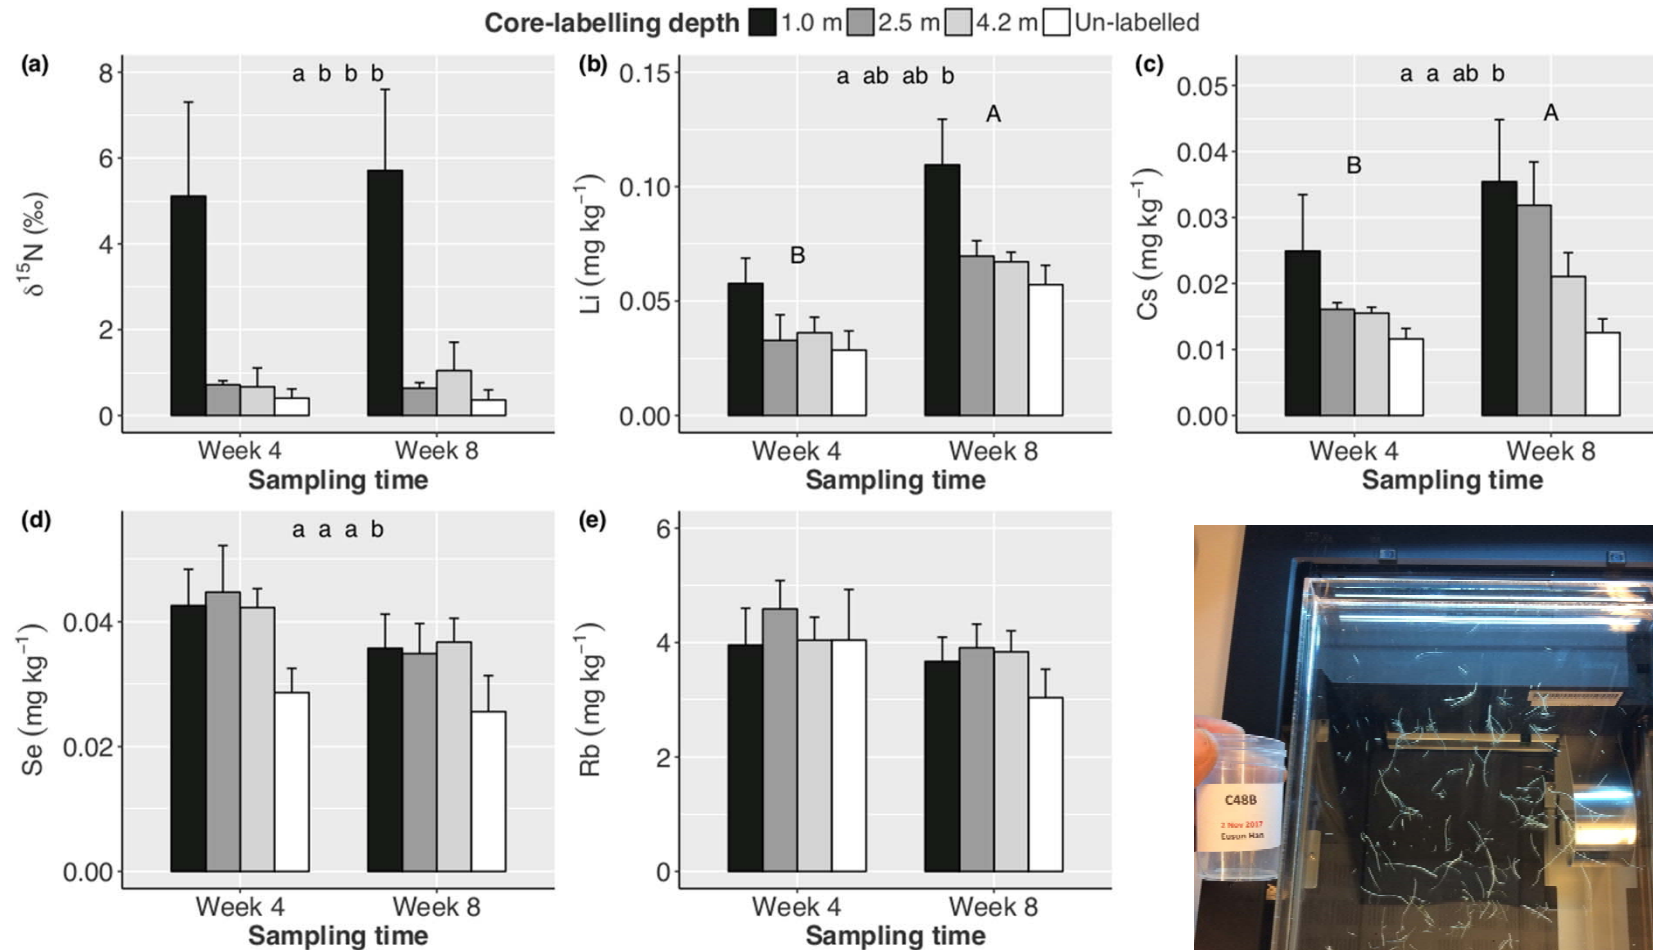 Core-labelling depth 1.0 m 2.5 m 4.2 m Un-labelled
(a)
a b b b
δ¹⁵N (‰)
8
6
4
2
0
Week 4 Week 8
Sampling time
(b)
a ab ab b
A
B
Li (mg kg⁻¹)
0.15
0.10
0.05
0.00
Week 4 Week 8
Sampling time
(c)
a a ab b
A
B
Cs (mg kg⁻¹)
0.05
0.04
0.03
0.02
0.01
0.00
Week 4 Week 8
Sampling time
(d)
a a a b
Se (mg kg⁻¹)
0.04
0.02
0.00
Week 4 Week 8
Sampling time
(e)
Rb (mg kg⁻¹)
6
4
2
0
Week 4 Week 8
Sampling time
C48B
2 Nov 2017
Eusun Han